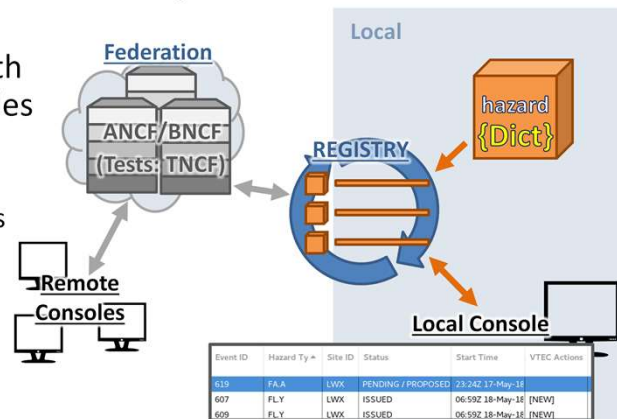 Federation
Local
ANCF/BNCF
(Tests: TNCF)
hazard
{Dict}
REGISTRY
Remote
Consoles
Local Console
Event ID Hazard Ty Site ID Status Start Time VTEC Actions
619 FA.A LWX PENDING / PROPOSED 23:24Z 17-May-18
607 FL.Y LWX ISSUED 06:59Z 18-May-18 [NEW]
609 FL.Y LWX ISSUED 06:59Z 18-May-18 [NEW]